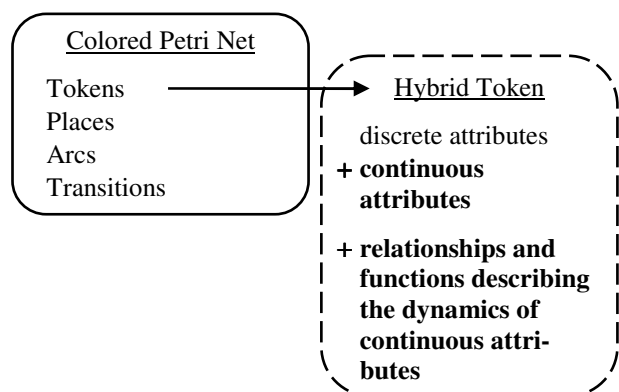 Colored Petri Net
Tokens
Places
Arcs
Transitions
Hybrid Token
discrete attributes
+ continuous
attributes
+ relationships and
functions describing
the dynamics of
continuous attri-
butes